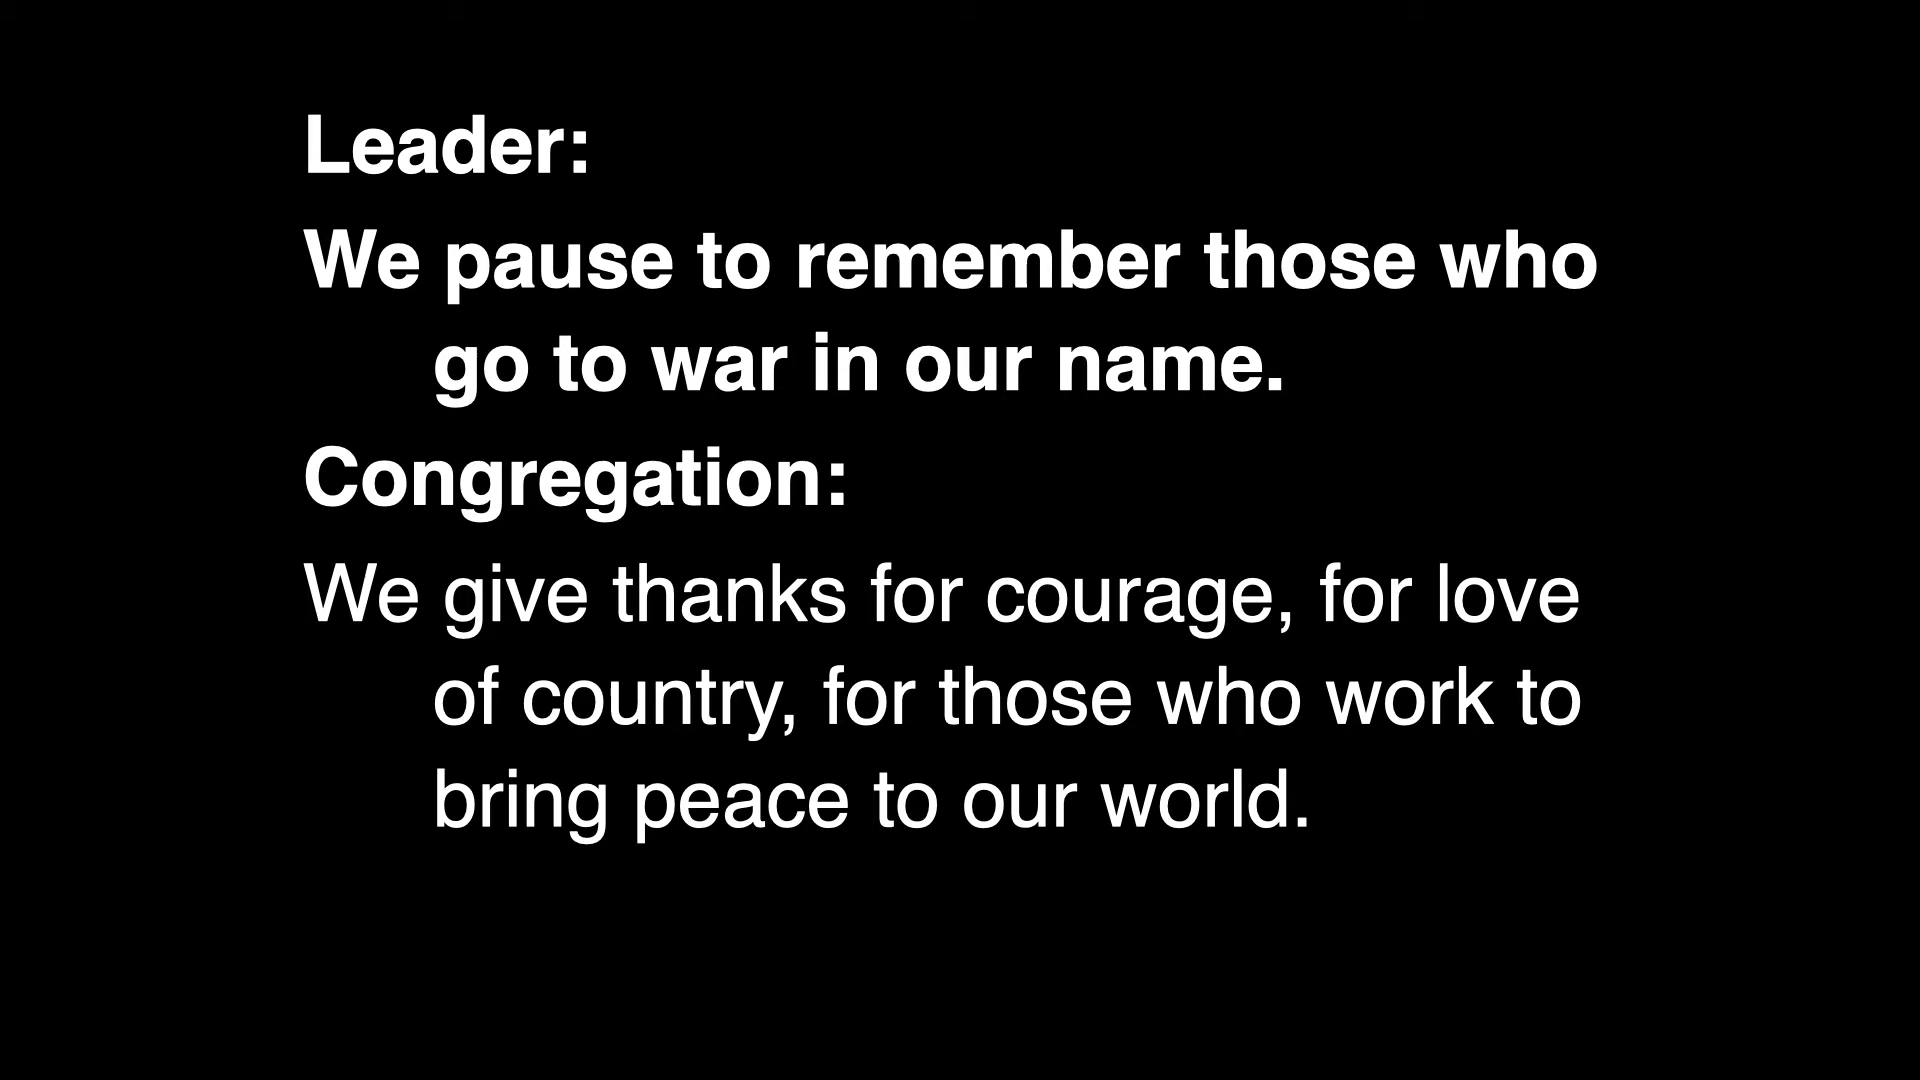 Leader:
We pause to remember those who
go to war in our name.
Congregation:
We give thanks for courage, for love
of country, for those who work to
bring peace to our world.